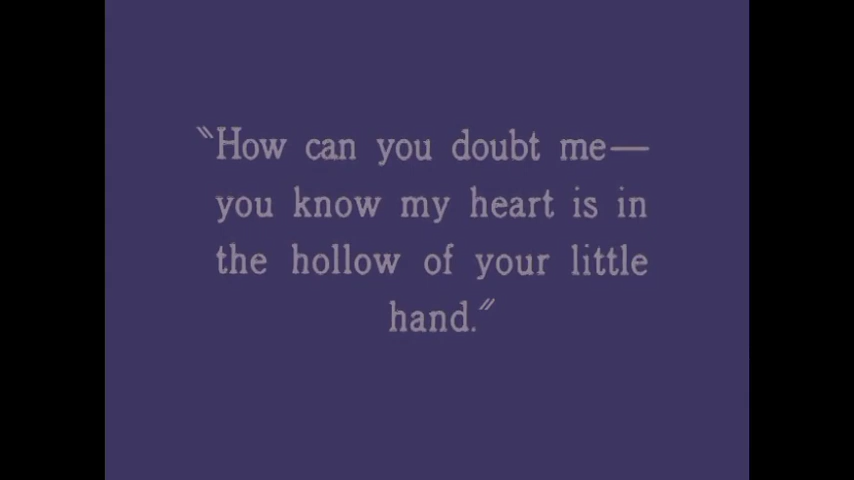 "How can you doubt me—
you know my heart is in
the hollow of your little
hand."